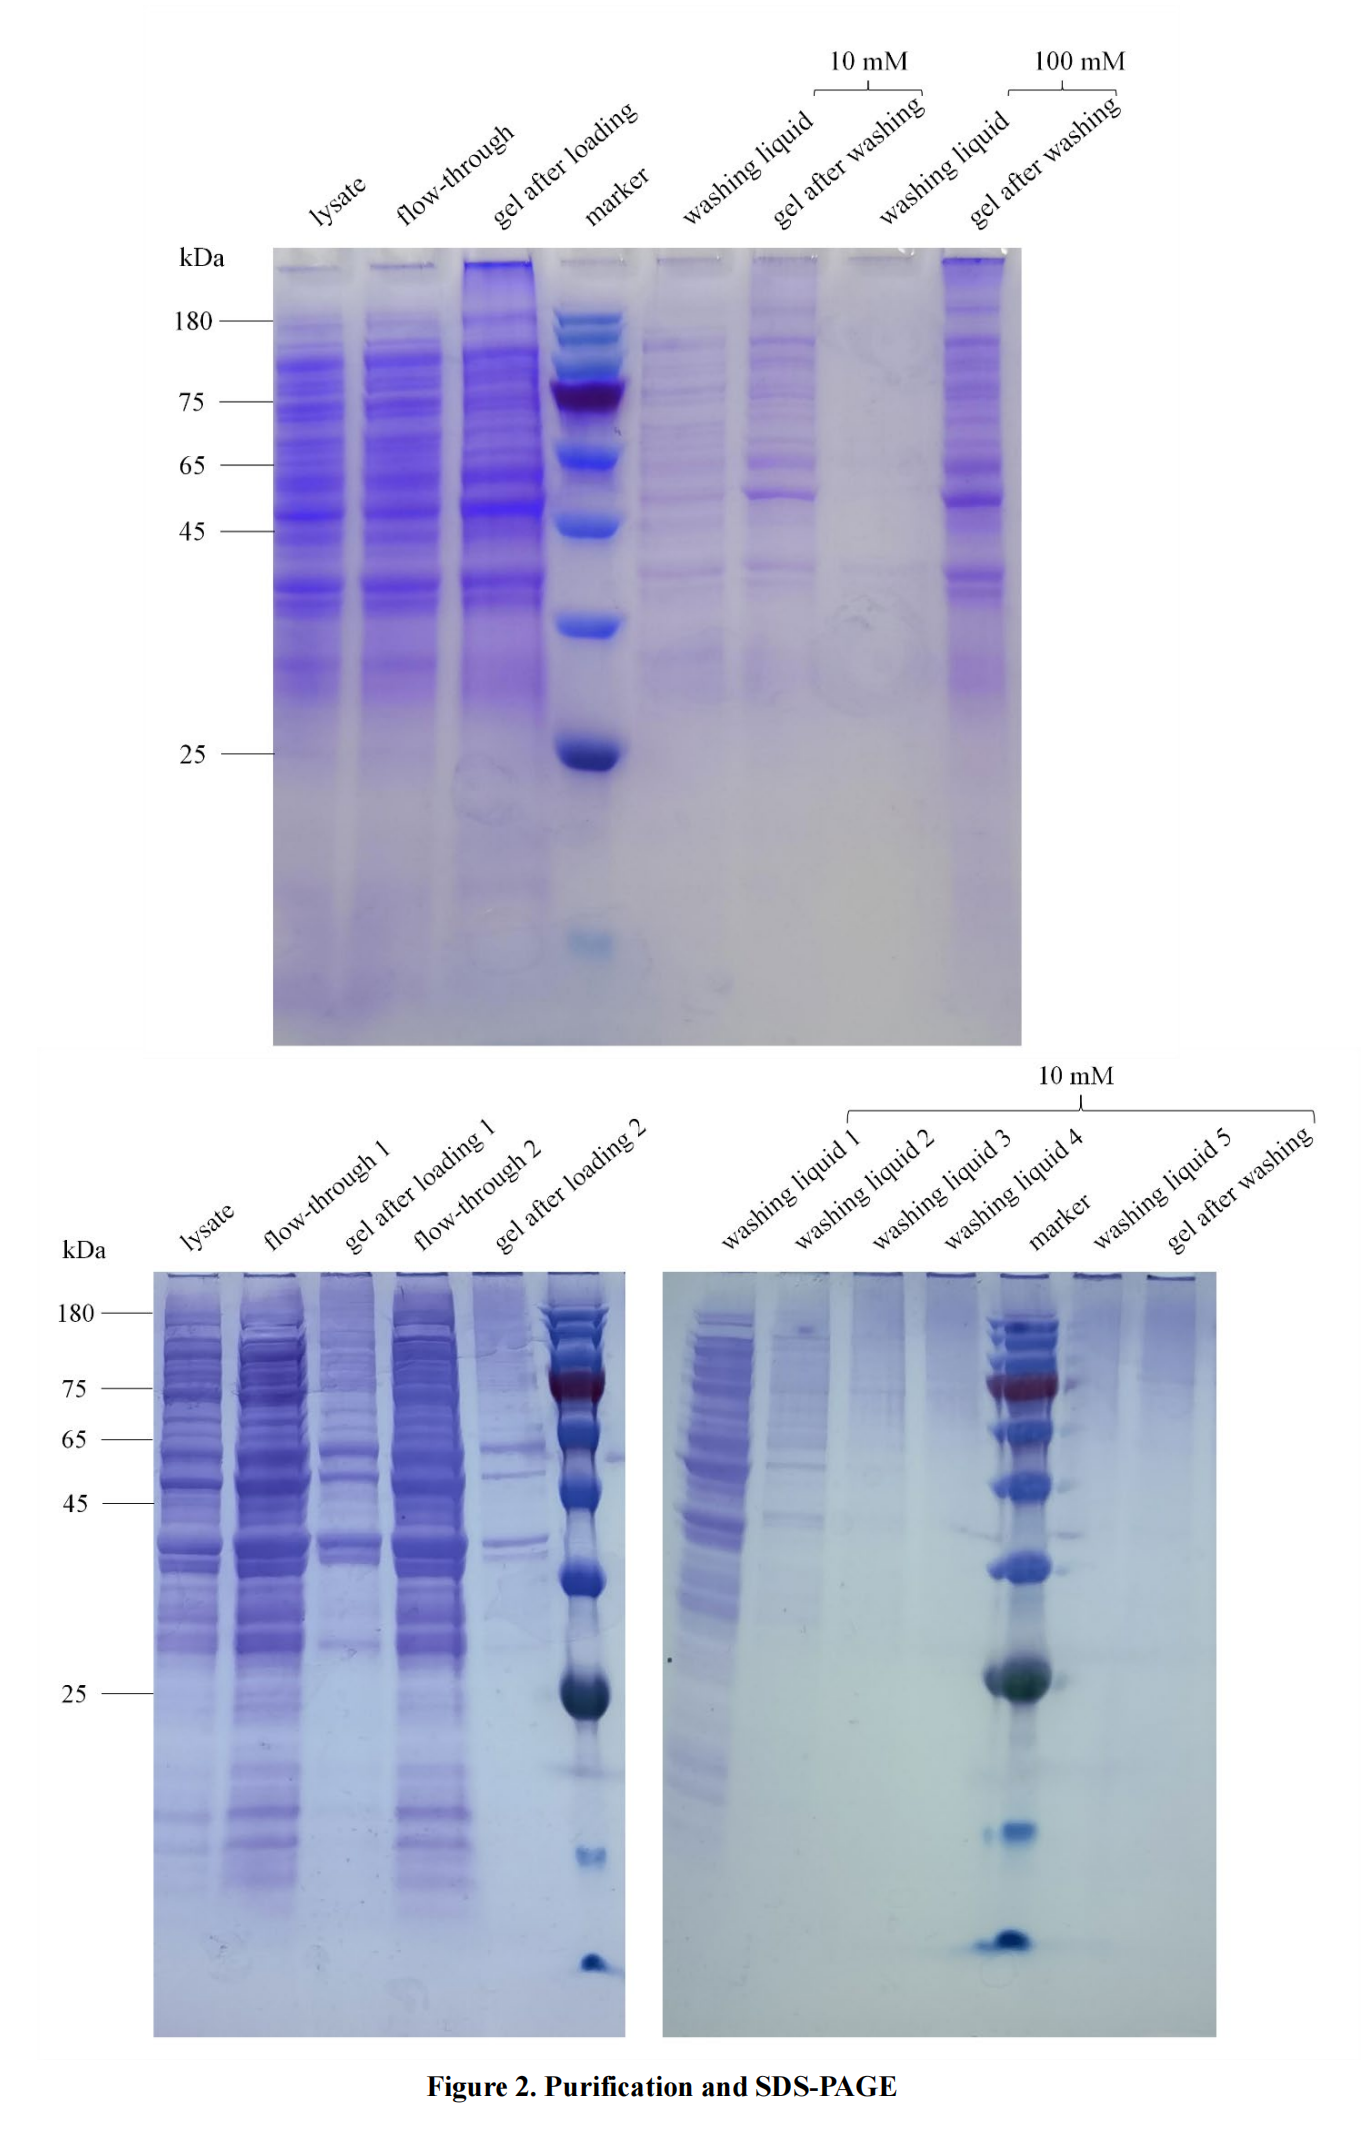 10 mM
100 mM
lysate
flow-through
gel after loading
marker
washing liquid
gel after washing
washing liquid
gel after washing
kDa
180
75
65
45
25
10 mM
lysate
flow-through 1
gel after loading 1
flow-through 2
gel after loading 2
washing liquid 1
washing liquid 2
washing liquid 3
washing liquid 4
marker
washing liquid 5
gel after washing
kDa
180
75
65
45
25
Figure 2. Purification and SDS-PAGE